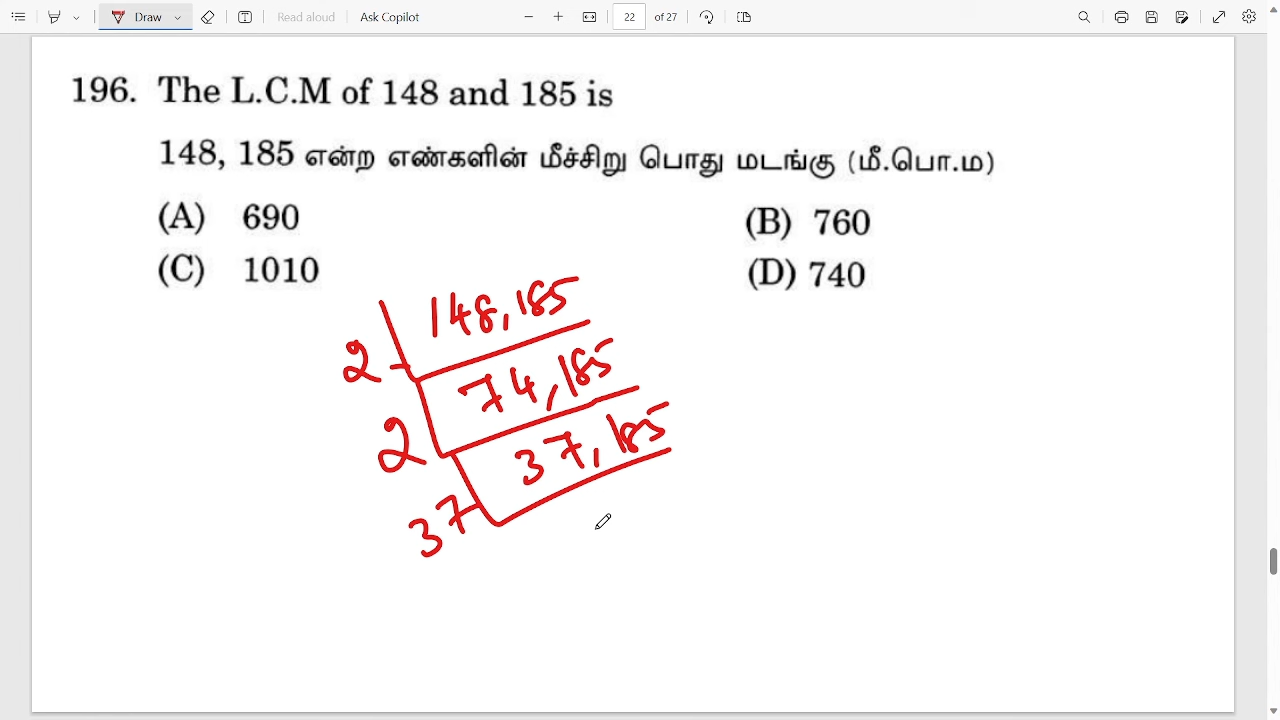 Draw
Read aloud
Ask Copilot
22
of 27
196. The L.C.M of 148 and 185 is
148, 185 என்ற எண்களின் மீச்சிறு பொது மடங்கு (மீ.பொ.ம)
(A) 690
(B) 760
(C) 1010
(D) 740
148,185
2 74,185
2 37,185
37